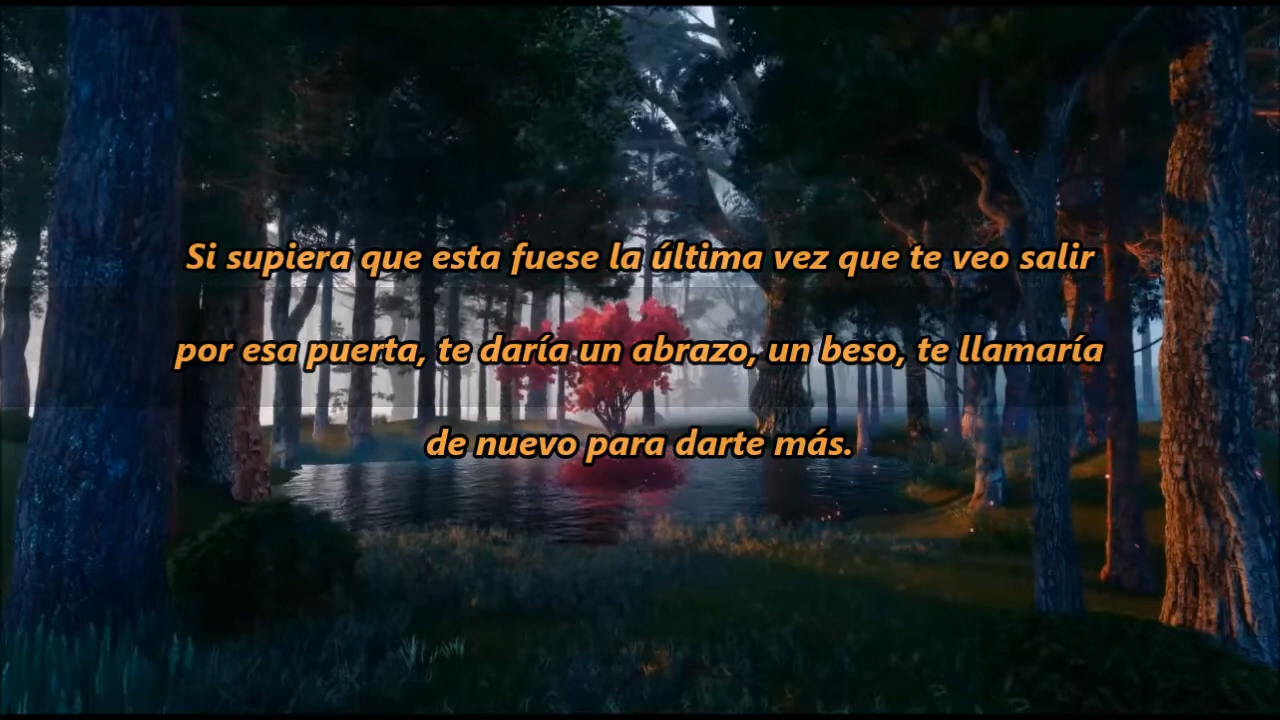 Si supiera que esta fuese la última vez que te veo salir
por esa puerta, te daría un abrazo, un beso, te llamaría
de nuevo para darte más.